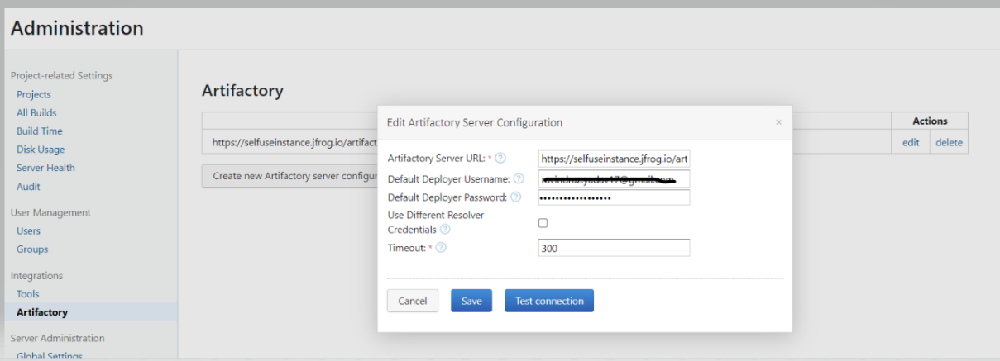 Administration
Project-related Settings
Projects
All Builds
Build Time
Disk Usage
Server Health
Audit
User Management
Users
Groups
Integrations
Tools
Artifactory
Server Administration
Global Settings
Artifactory
Actions
https://selfuseinstance.jfrog.io/artifact
edit delete
Create new Artifactory server configur
Edit Artifactory Server Configuration ×
Artifactory Server URL: * ? https://selfuseinstance.jfrog.io/art
Default Deployer Username: ?
Default Deployer Password: ? ••••••••••••••••••
Use Different Resolver
Credentials ?
Timeout: * ? 300
Cancel Save Test connection